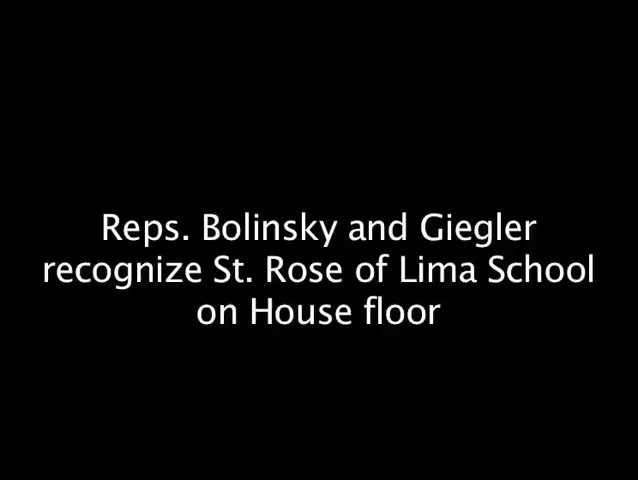 Reps. Bolinsky and Giegler
recognize St. Rose of Lima School
on House floor